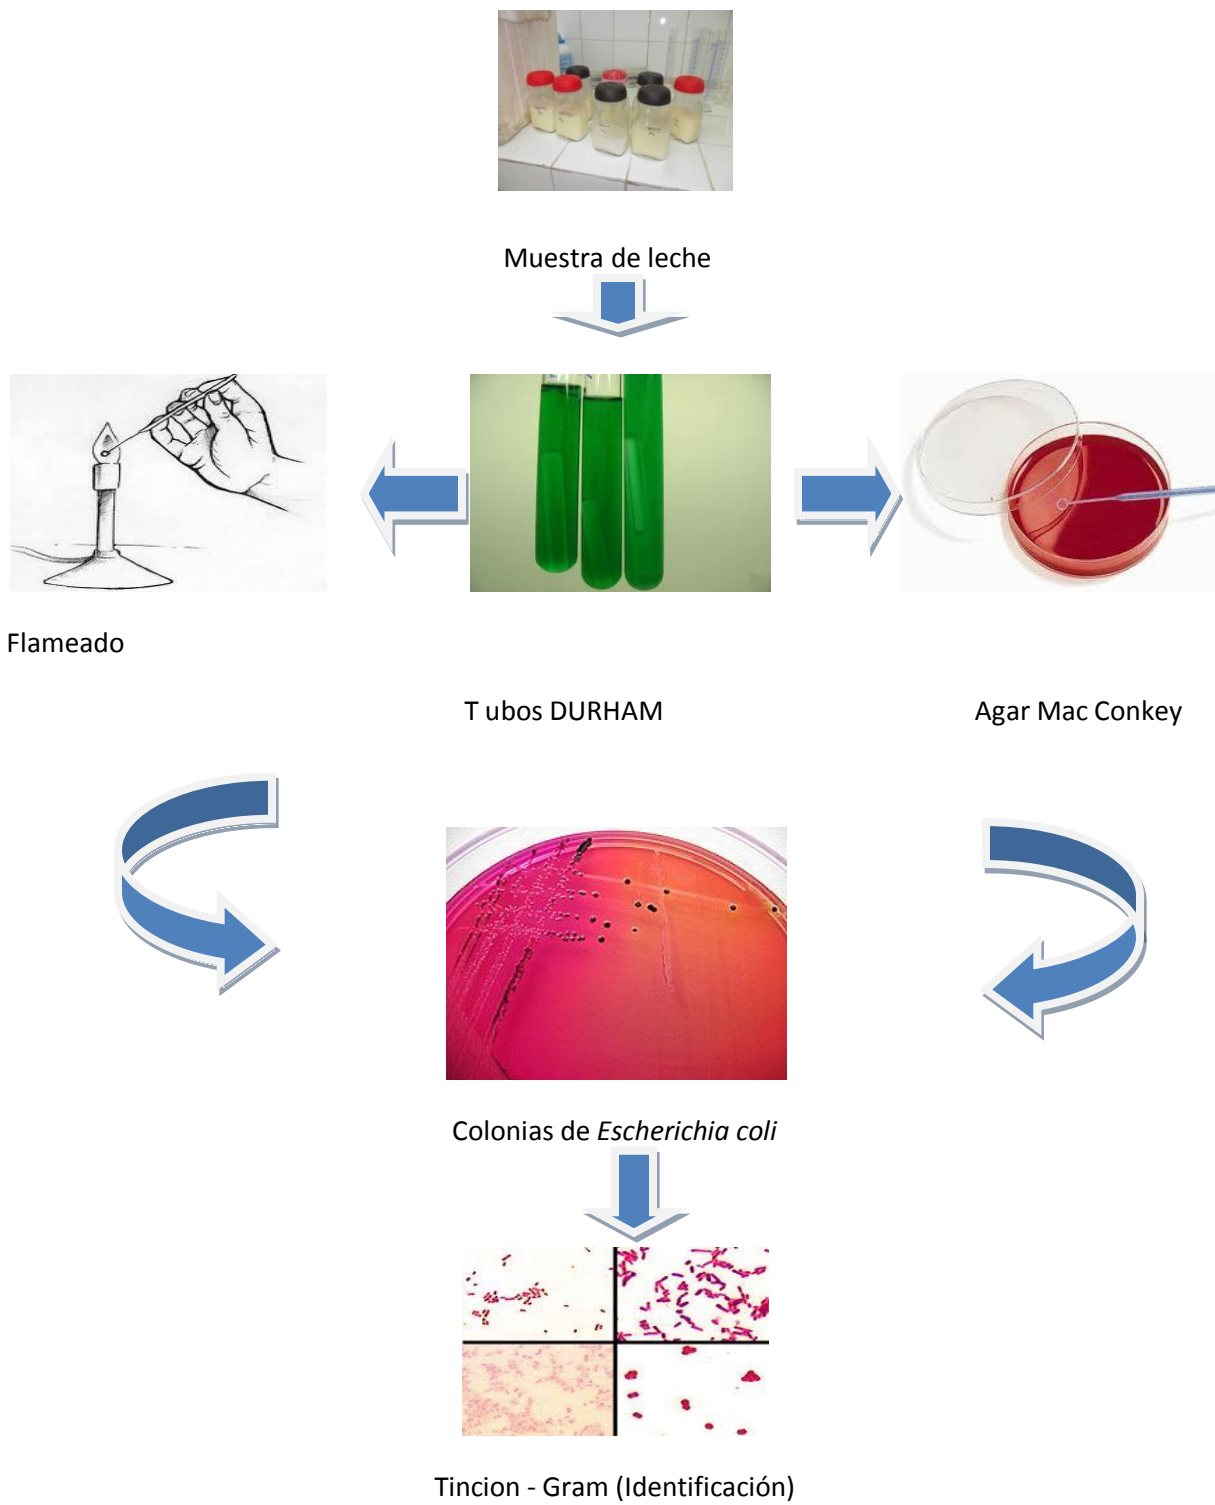 Muestra de leche
Flameado
T ubos DURHAM
Agar Mac Conkey
Colonias de Escherichia coli
Tincion - Gram (Identificación)